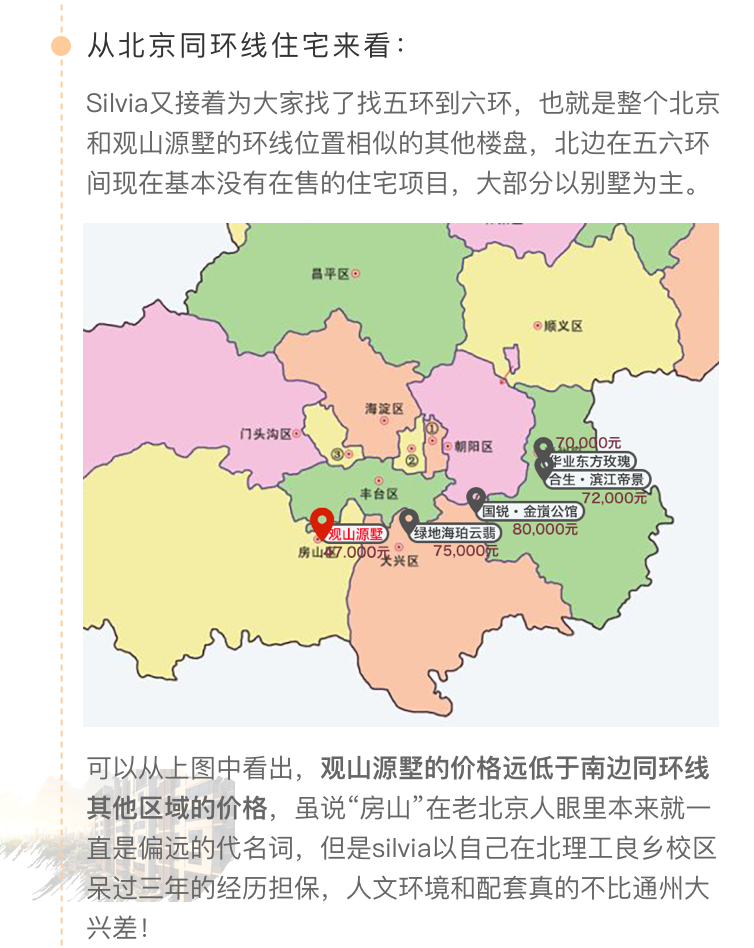 从北京同环线住宅来看：
Silvia又接着为大家找了找五环到六环，也就是整个北京
和观山源墅的环线位置相似的其他楼盘，北边在五六环
间现在基本没有在售的住宅项目，大部分以别墅为主。
昌平区
顺义区
海淀区
①
门头沟区
朝阳区
70,000元
③
②
华业东方玫瑰
合生·滨江帝景
丰台区
72,000元
国锐·金嵿公馆
80,000元
观山源墅
绿地海珀云翡
房山区
47.000元
75,000元
大兴区
可以从上图中看出，观山源墅的价格远低于南边同环线
其他区域的价格，虽说“房山”在老北京人眼里本来就一
直是偏远的代名词，但是silvia以自己在北理工良乡校区
呆过三年的经历担保，人文环境和配套真的不比通州大
兴差！